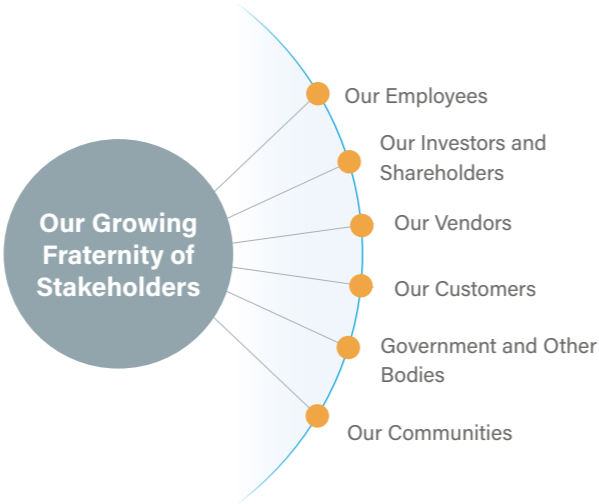 Our Growing
Fraternity of
Stakeholders
Our Employees
Our Investors and
Shareholders
Our Vendors
Our Customers
Government and Other
Bodies
Our Communities